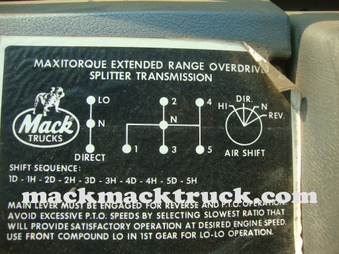 MAXITORQUE EXTENDED RANGE OVERDRIVE
SPLITTER TRANSMISSION
LO 2 4 DIR.
HI N
N N REV.
Mack
TRUCKS
DIRECT 1 3 5 AIR SHIFT
SHIFT SEQUENCE:
1D - 1H - 2D - 2H - 3D - 3H - 4D - 4H - 5D - 5H
mackmacktruck.com
MAIN LEVER MUST BE ENGAGED FOR REVERSE AND P.T.O. OPERATION.
AVOID EXCESSIVE P.T.O. SPEEDS BY SELECTING SLOWEST RATIO THAT
WILL PROVIDE SATISFACTORY OPERATION AT DESIRED ENGINE SPEED.
USE FRONT COMPOUND LO IN 1ST GEAR FOR LO-LO OPERATION.